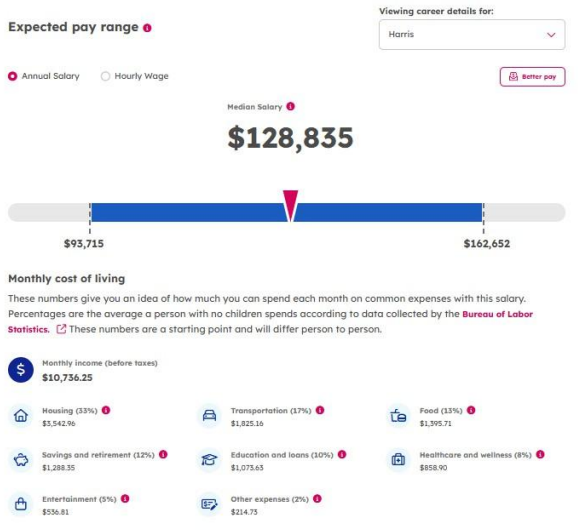 Viewing career details for:
Expected pay range
Harris
Annual Salary
Hourly Wage
Better pay
Median Salary
$128,835
$93,715
$162,652
Monthly cost of living
These numbers give you an idea of how much you can spend each month on common expenses with this salary.
Percentages are the average a person with no children spends according to data collected by the Bureau of Labor
Statistics. These numbers are a starting point and will differ person to person.
$
Monthly income (before taxes)
$10,736.25
Housing (33%)
$3,542.96
Transportation (17%)
$1,825.16
Food (13%)
$1,395.71
Savings and retirement (12%)
$1,288.35
Education and loans (10%)
$1,073.63
Healthcare and wellness (8%)
$858.90
Entertainment (5%)
$536.81
Other expenses (2%)
$214.73